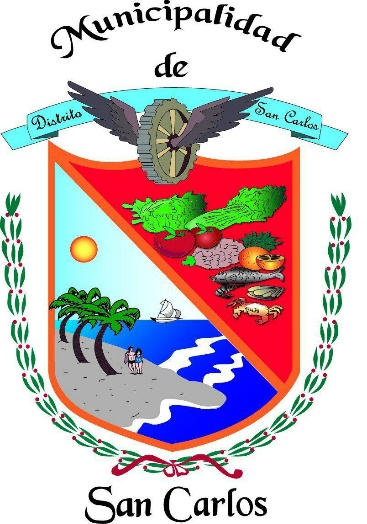 Municipalidad
de
Distrito San Carlos
San Carlos